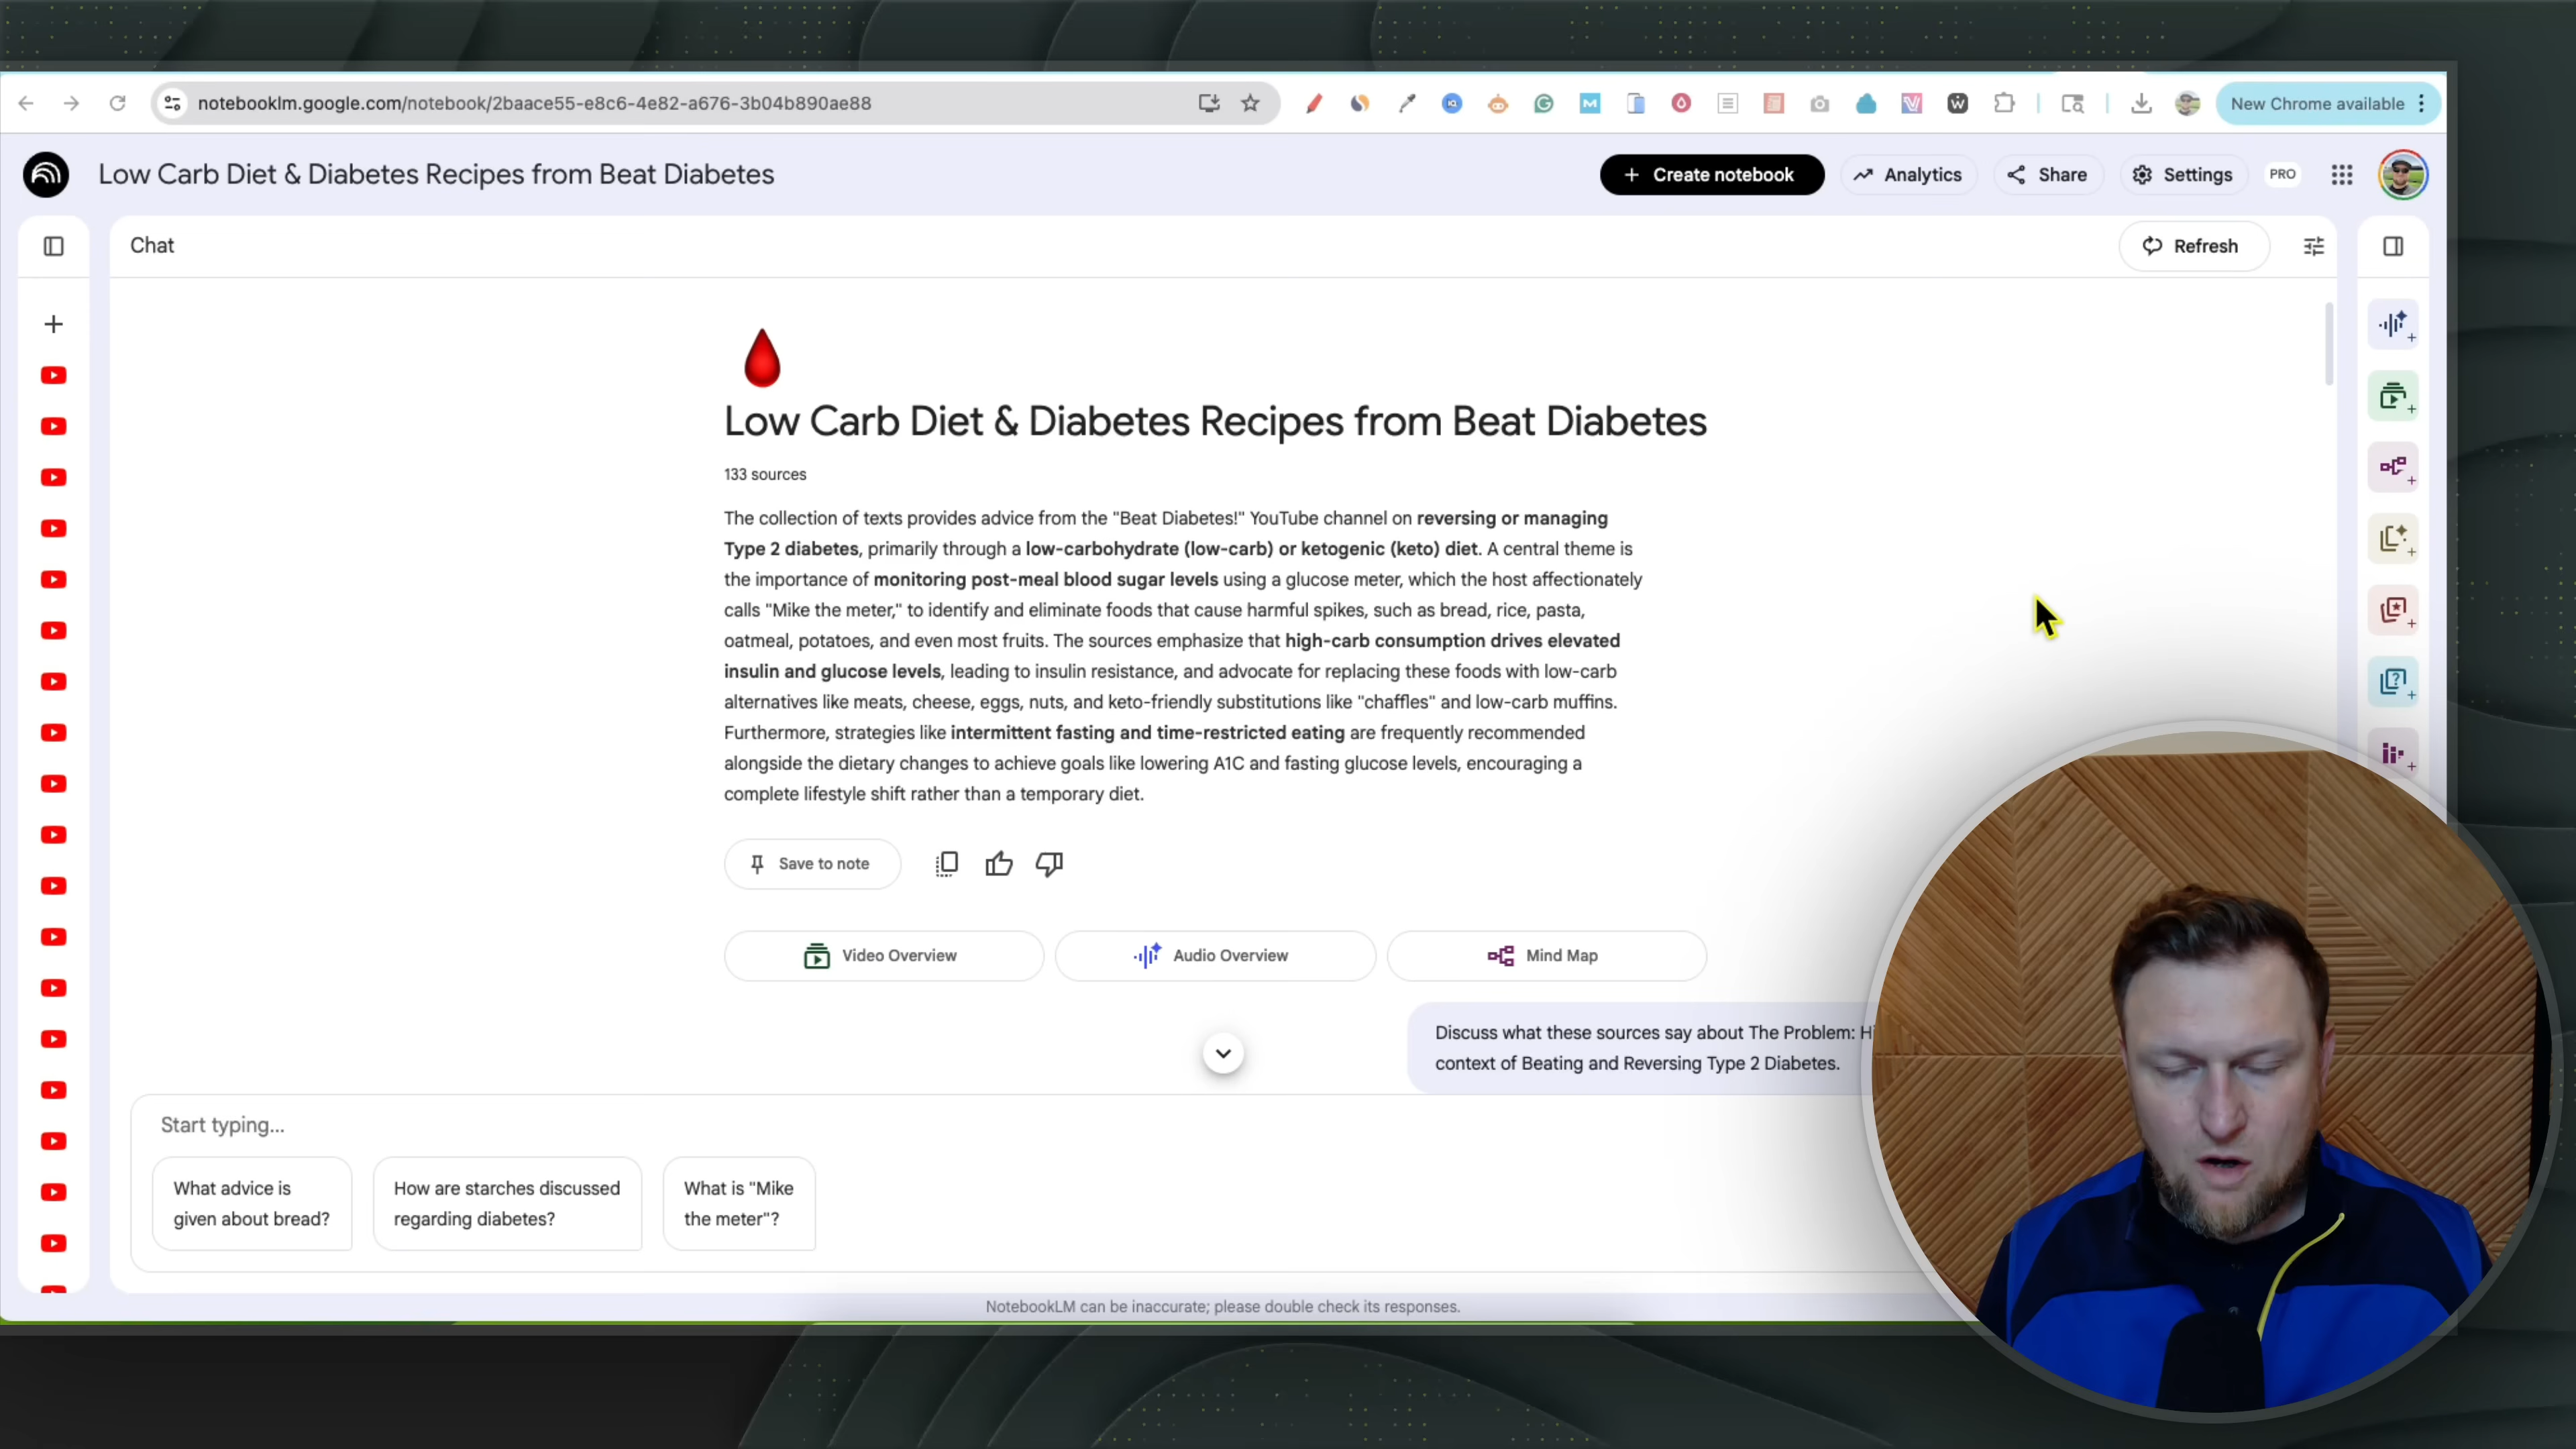 notebooklm.google.com/notebook/2baace55-e8c6-4e82-a676-3b04b890ae88
New Chrome available
Low Carb Diet & Diabetes Recipes from Beat Diabetes
Create notebook
Analytics
Share
Settings
PRO
Chat
Refresh
Low Carb Diet & Diabetes Recipes from Beat Diabetes
133 sources
The collection of texts provides advice from the "Beat Diabetes!" YouTube channel on reversing or managing
Type 2 diabetes, primarily through a low-carbohydrate (low-carb) or ketogenic (keto) diet. A central theme is
the importance of monitoring post-meal blood sugar levels using a glucose meter, which the host affectionately
calls "Mike the meter," to identify and eliminate foods that cause harmful spikes, such as bread, rice, pasta,
oatmeal, potatoes, and even most fruits. The sources emphasize that high-carb consumption drives elevated
insulin and glucose levels, leading to insulin resistance, and advocate for replacing these foods with low-carb
alternatives like meats, cheese, eggs, nuts, and keto-friendly substitutions like "chaffles" and low-carb muffins.
Furthermore, strategies like intermittent fasting and time-restricted eating are frequently recommended
alongside the dietary changes to achieve goals like lowering A1C and fasting glucose levels, encouraging a
complete lifestyle shift rather than a temporary diet.
Save to note
Video Overview
Audio Overview
Mind Map
Discuss what these sources say about The Problem:
context of Beating and Reversing Type 2 Diabetes.
Start typing...
What advice is
given about bread?
How are starches discussed
regarding diabetes?
What is "Mike
the meter"?
NotebookLM can be inaccurate; please double check its responses.